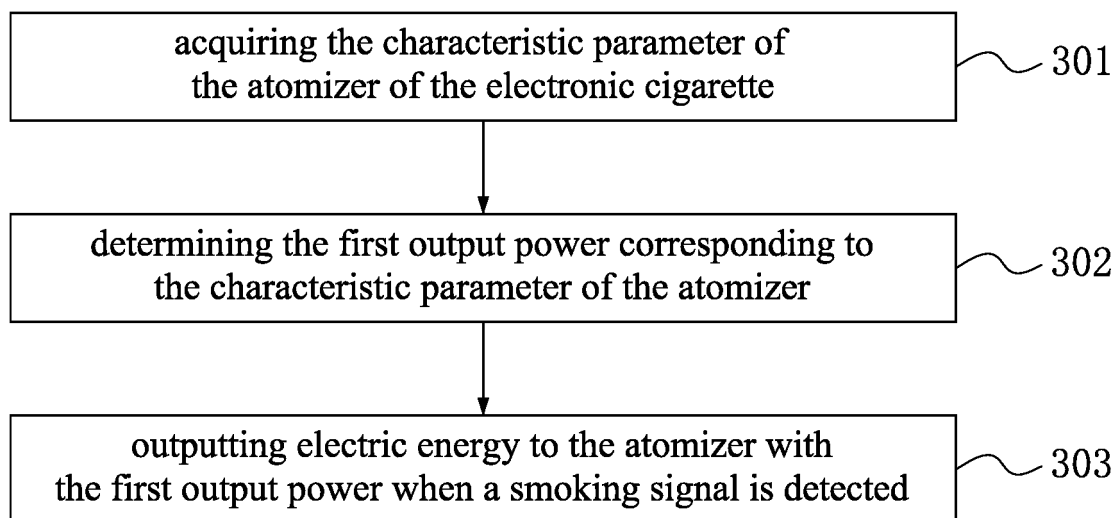 acquiring the characteristic parameter of
the atomizer of the electronic cigarette
301
determining the first output power corresponding to
the characteristic parameter of the atomizer
302
outputting electric energy to the atomizer with
the first output power when a smoking signal is detected
303